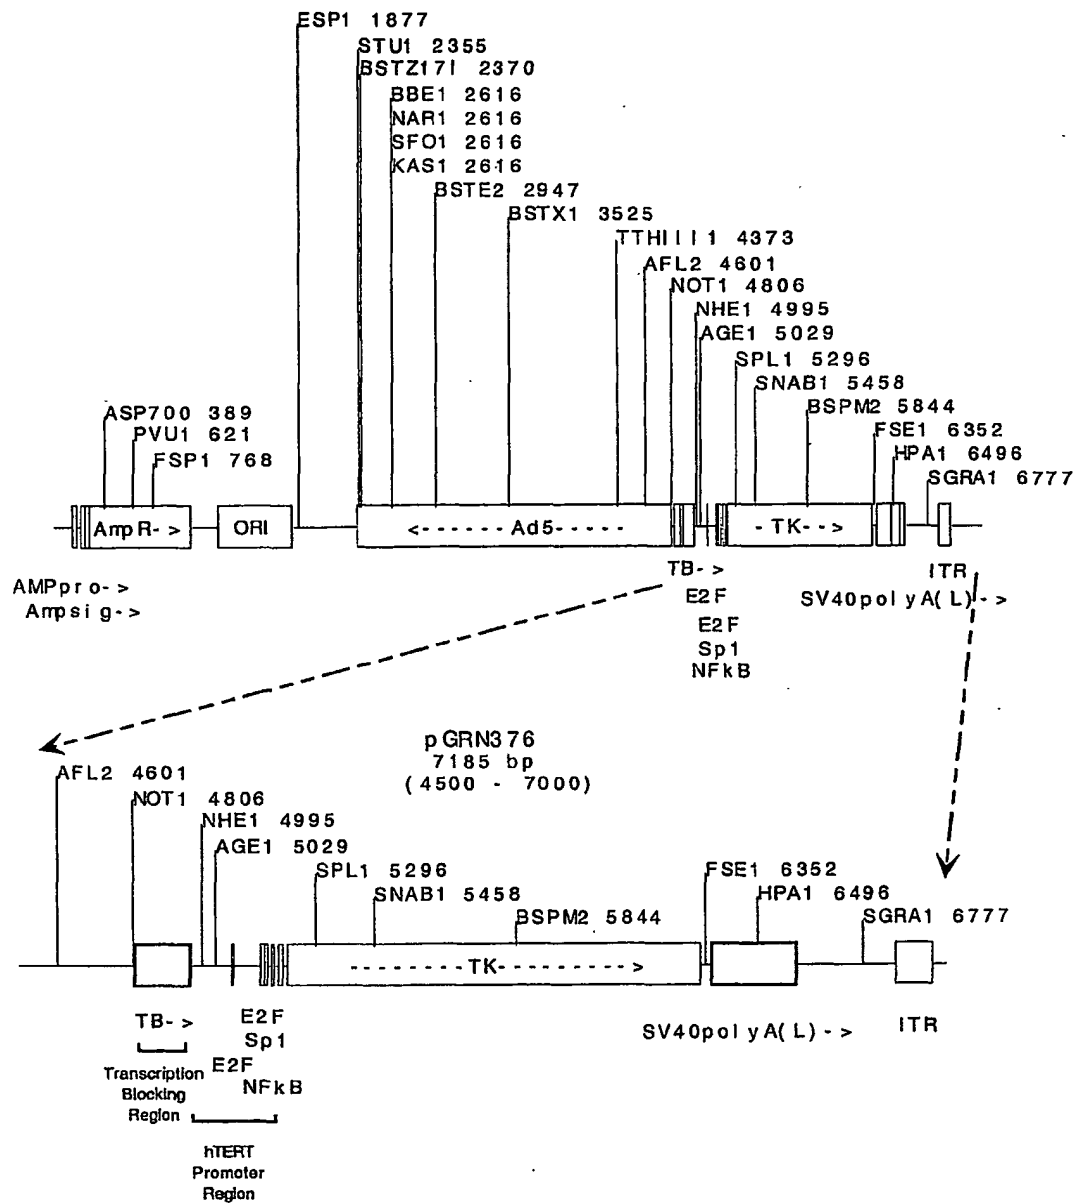 ESP1 1877
STU1 2355
BSTZ17I 2370
BBE1 2616
NAR1 2616
SFO1 2616
KAS1 2616
BSTE2 2947
BSTX1 3525
TTHIII1 4373
AFL2 4601
NOT1 4806
NHE1 4995
AGE1 5029
SPL1 5296
SNAB1 5458
BSPM2 5844
FSE1 6352
HPA1 6496
SGRA1 6777
ASP700 389
PVU1 621
FSP1 768
AmpR- >
ORI
<------Ad5-----
-TK-->
TB- >
ITR
AMPpro- >
Ampsig->
E2F
SV40polyA(L)->
E2F
Sp1
NFkB
pGRN376
7185 bp
(4500 - 7000)
AFL2 4601
NOT1 4806
NHE1 4995
AGE1 5029
SPL1 5296
SNAB1 5458
BSPM2 5844
FSE1 6352
HPA1 6496
SGRA1 6777
---------TK--------->
TB- >
E2F
Sp1
E2F
NFkB
SV40polyA(L)->
ITR
Transcription
Blocking
Region
hTERT
Promoter
Region